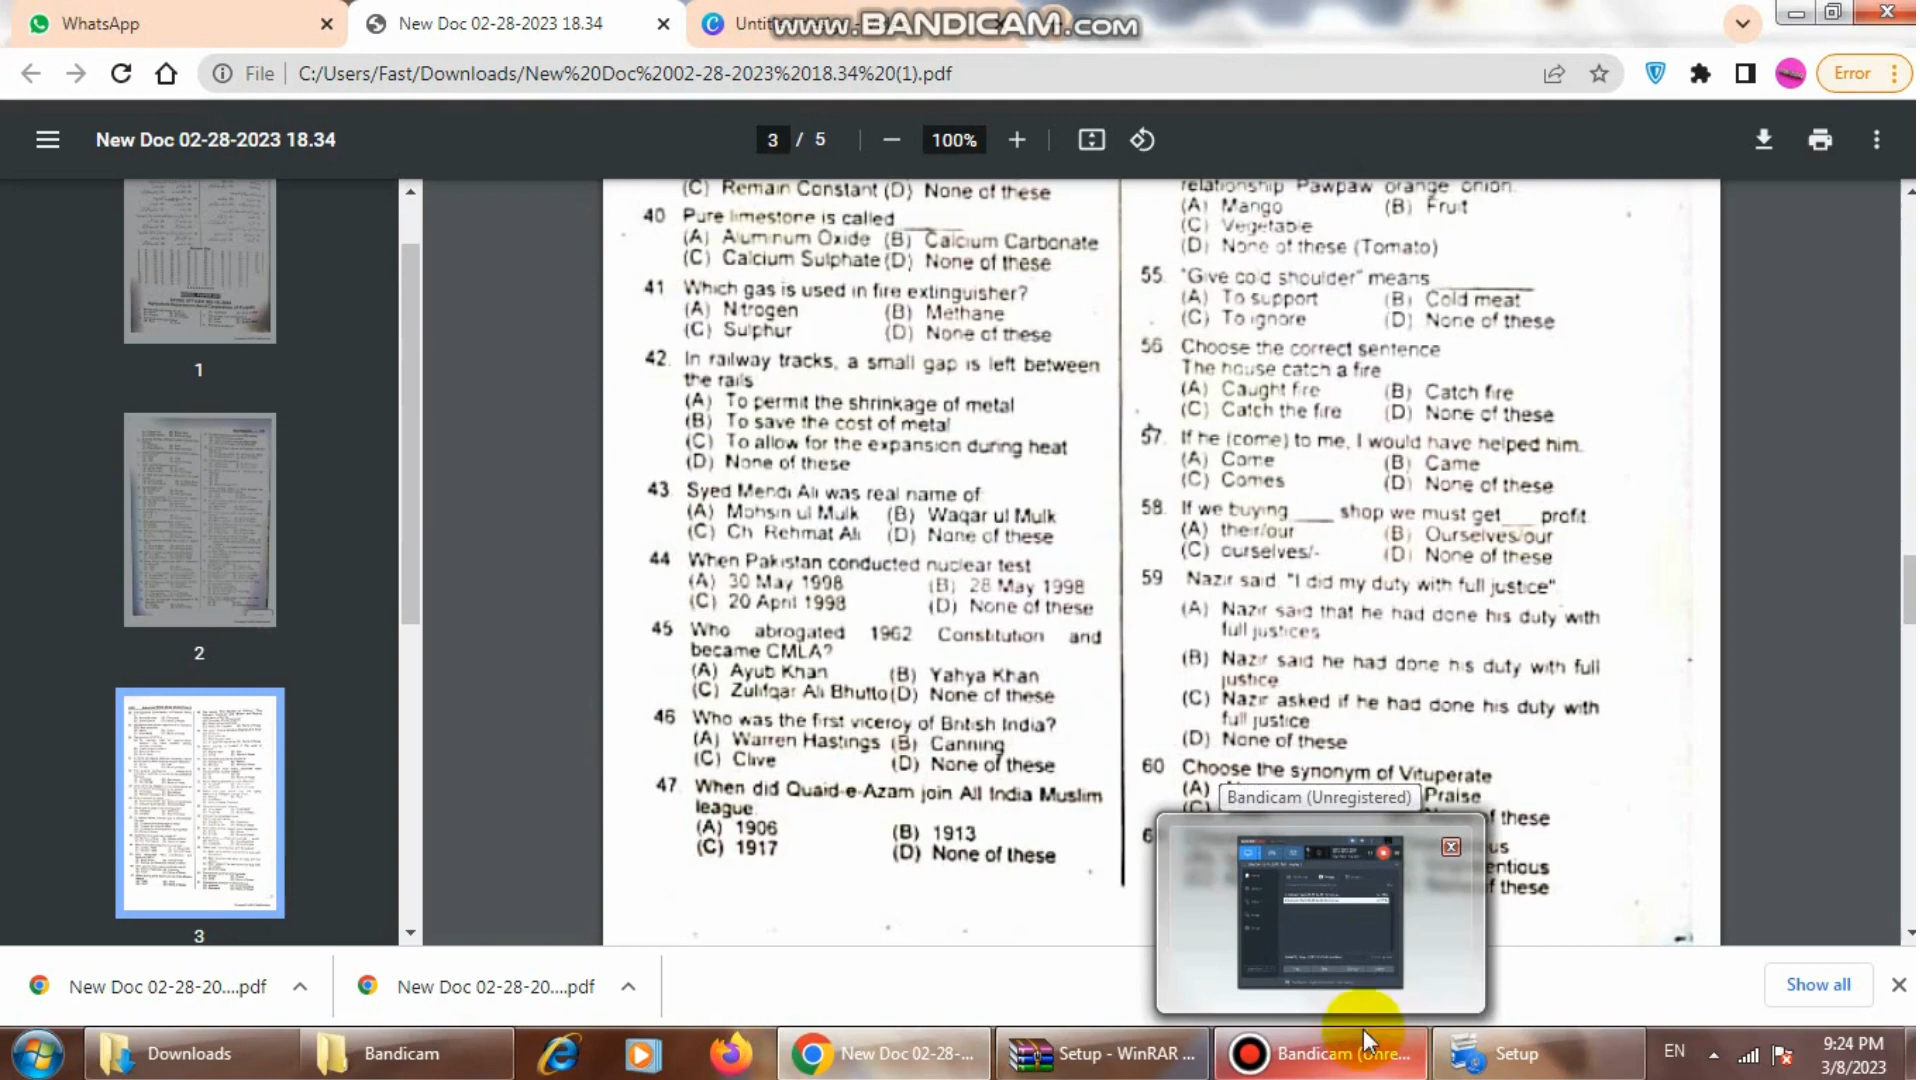 WhatsApp
New Doc 02-28-2023 18.34
www.BANDICAM.com
File
C:/Users/Fast/Downloads/New%20Doc%2002-28-2023%2018.34%20(1).pdf
Error
New Doc 02-28-2023 18.34
3 / 5
100%
1
2
3
(C) Remain Constant (D) None of these
40 Pure limestone is called ____
(A) Aluminum Oxide (B) Calcium Carbonate
(C) Calcium Sulphate (D) None of these
41 Which gas is used in fire extinguisher?
(A) Nitrogen (B) Methane
(C) Sulphur (D) None of these
42. In railway tracks, a small gap is left between
the rails
(A) To permit the shrinkage of metal
(B) To save the cost of metal
(C) To allow for the expansion during heat
(D) None of these
43 Syed Mendi Ali was real name of
(A) Mohsin ul Mulk (B) Waqar ul Mulk
(C) Ch Rehmat Ali (D) None of these
44 When Pakistan conducted nuclear test
(A) 30 May 1998 (B) 28 May 1998
(C) 20 April 1998 (D) None of these
45 Who abrogated 1962 Constitution and
became CMLA?
(A) Ayub Khan (B) Yahya Khan
(C) Zulifqar Ali Bhutto (D) None of these
46 Who was the first viceroy of British India?
(A) Warren Hastings (B) Canning
(C) Clive (D) None of these
47. When did Quaid-e-Azam join All India Muslim
league.
(A) 1906 (B) 1913
(C) 1917 (D) None of these
relationship Pawpaw orange onion.
(A) Mango (B) Fruit
(C) Vegetable
(D) None of these (Tomato)
55. "Give cold shoulder" means ________
(A) To support (B) Cold meat
(C) To ignore (D) None of these
56 Choose the correct sentence
The house catch a fire
(A) Caught fire (B) Catch fire
(C) Catch the fire (D) None of these
57. If he (come) to me, I would have helped him.
(A) Come (B) Came
(C) Comes (D) None of these
58. If we buying ____ shop we must get ___ profit.
(A) their/our (B) Ourselves/our
(C) ourselves/- (D) None of these
59 Nazir said "I did my duty with full justice".
(A) Nazir said that he had done his duty with
full justices
(B) Nazir said he had done his duty with full
justice
(C) Nazir asked if he had done his duty with
full justice
(D) None of these
60 Choose the synonym of Vituperate
(A) Praise
Bandicam (Unregistered)
New Doc 02-28-20....pdf
New Doc 02-28-20....pdf
Show all
Downloads
Bandicam
New Doc 02-28-...
Setup - WinRAR ...
Bandicam (Unre...
Setup
EN
9:24 PM
3/8/2023